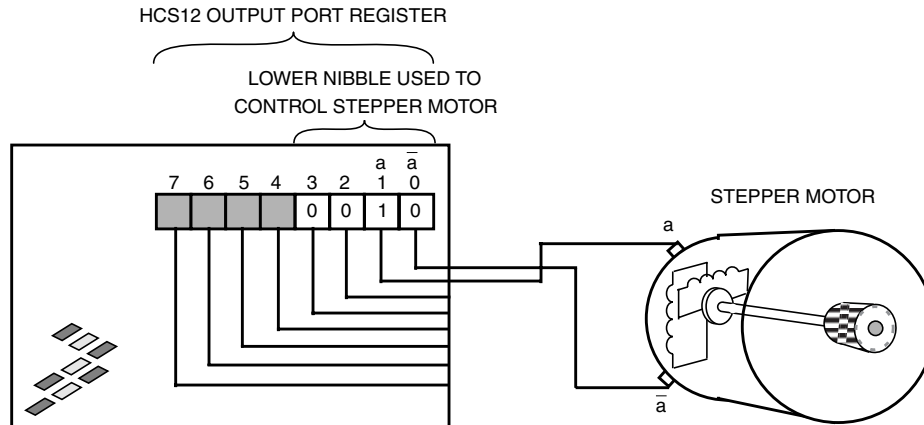 HCS12 OUTPUT PORT REGISTER
LOWER NIBBLE USED TO
CONTROL STEPPER MOTOR
a a̅
7 6 5 4 3 2 1 0
0 0 1 0
STEPPER MOTOR
a
a̅